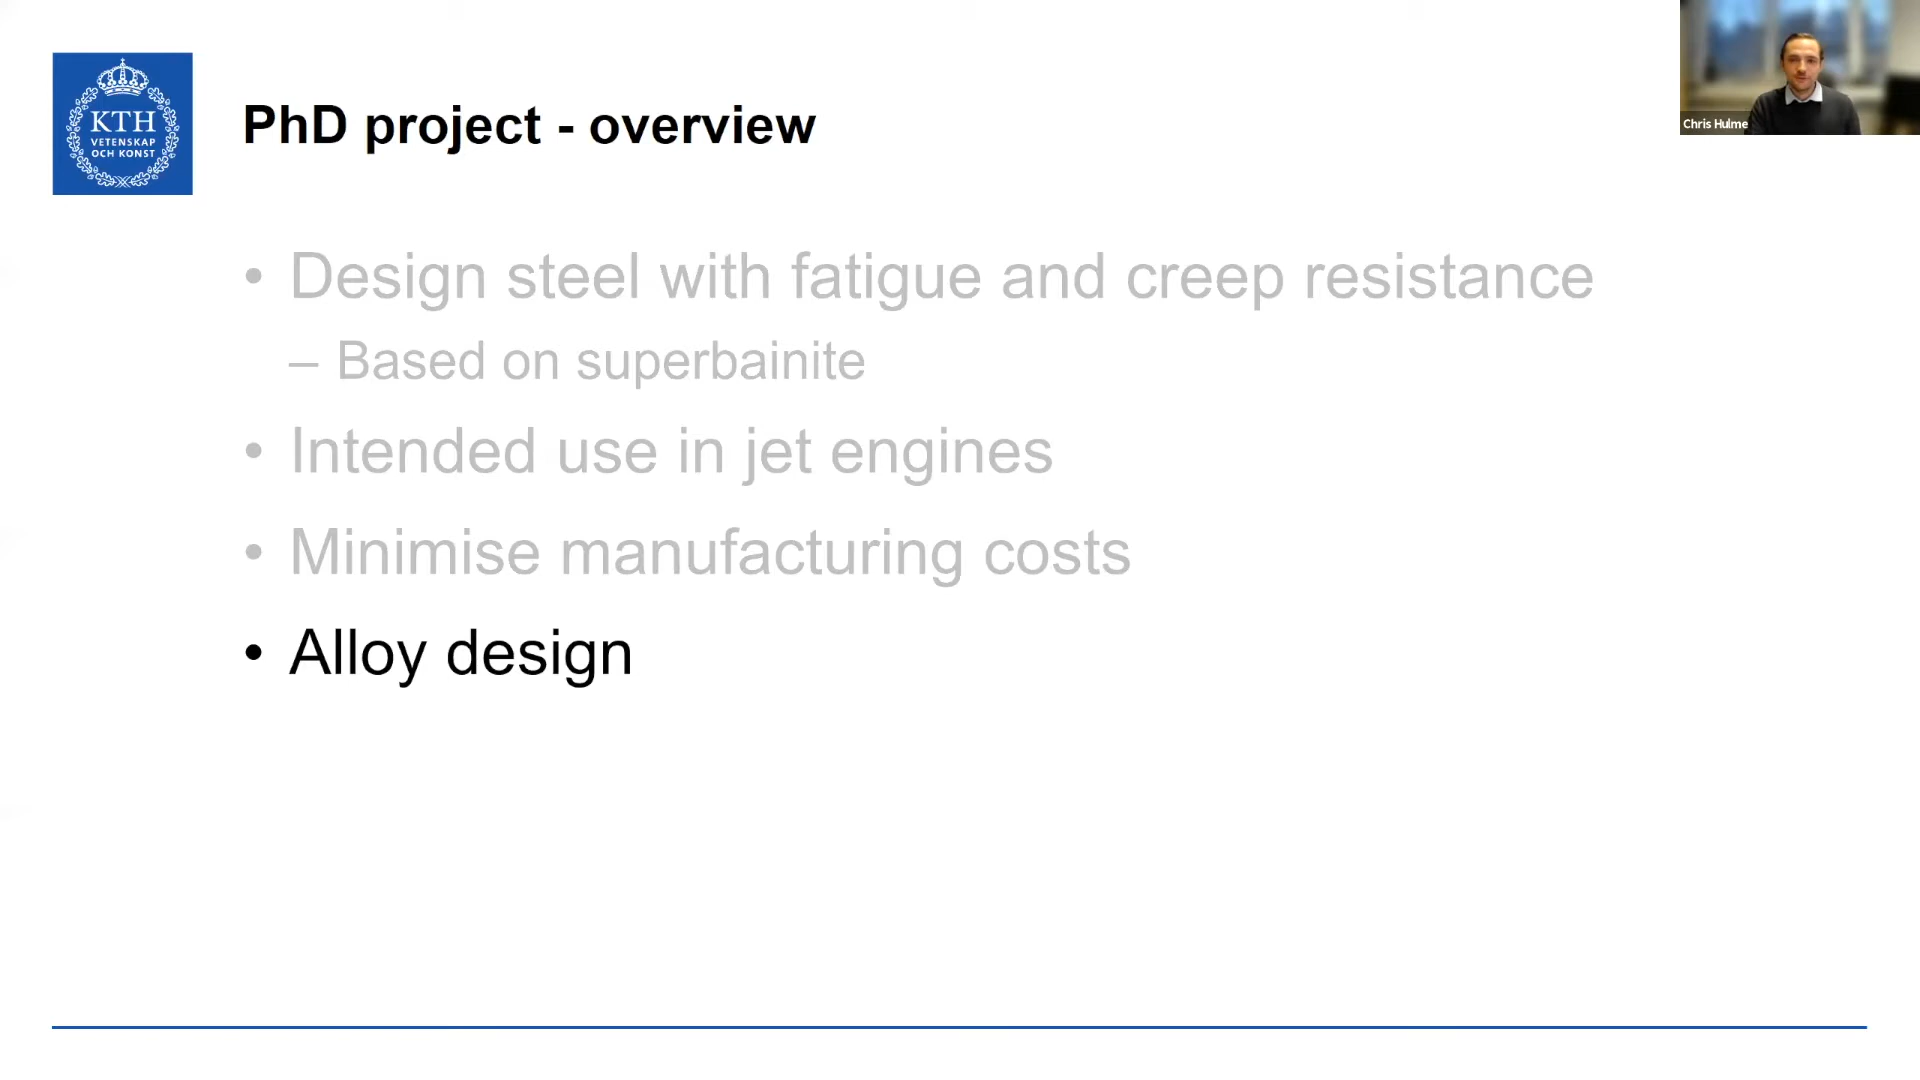 KTH
VETENSKAP
OCH KONST
PhD project - overview
Chris Hulme
• Design steel with fatigue and creep resistance
– Based on superbainite
• Intended use in jet engines
• Minimise manufacturing costs
• Alloy design